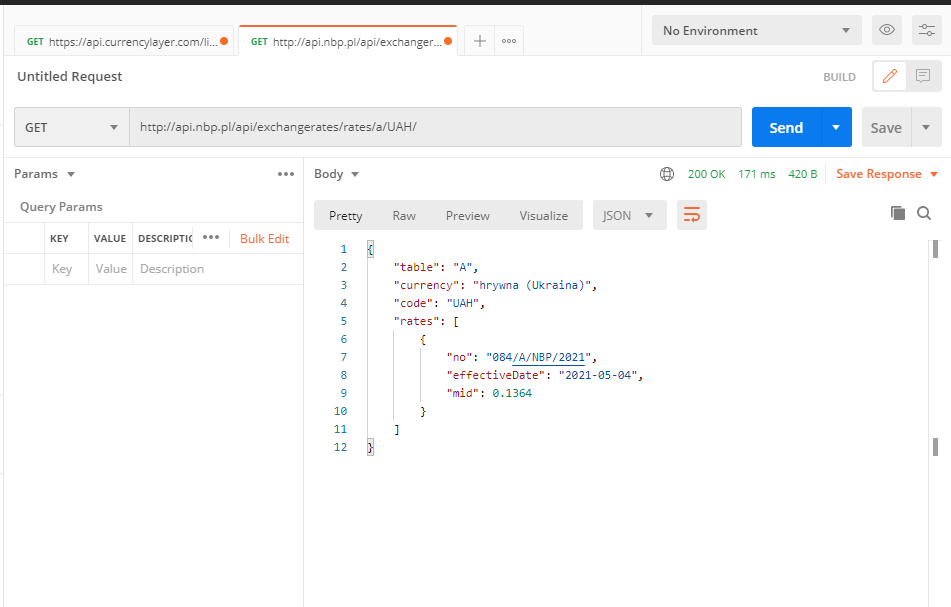 GET https://api.currencylayer.com/li...
GET http://api.nbp.pl/api/exchanger...
No Environment
Untitled Request
BUILD
GET
http://api.nbp.pl/api/exchangerates/rates/a/UAH/
Send
Save
Params
Body
200 OK 171 ms 420 B
Save Response
Query Params
KEY VALUE DESCRIPTIO
Bulk Edit
Key Value Description
Pretty Raw Preview Visualize
JSON
1 {
2 "table": "A",
3 "currency": "hrywna (Ukraina)",
4 "code": "UAH",
5 "rates": [
6 {
7 "no": "084/A/NBP/2021",
8 "effectiveDate": "2021-05-04",
9 "mid": 0.1364
10 }
11 ]
12 }